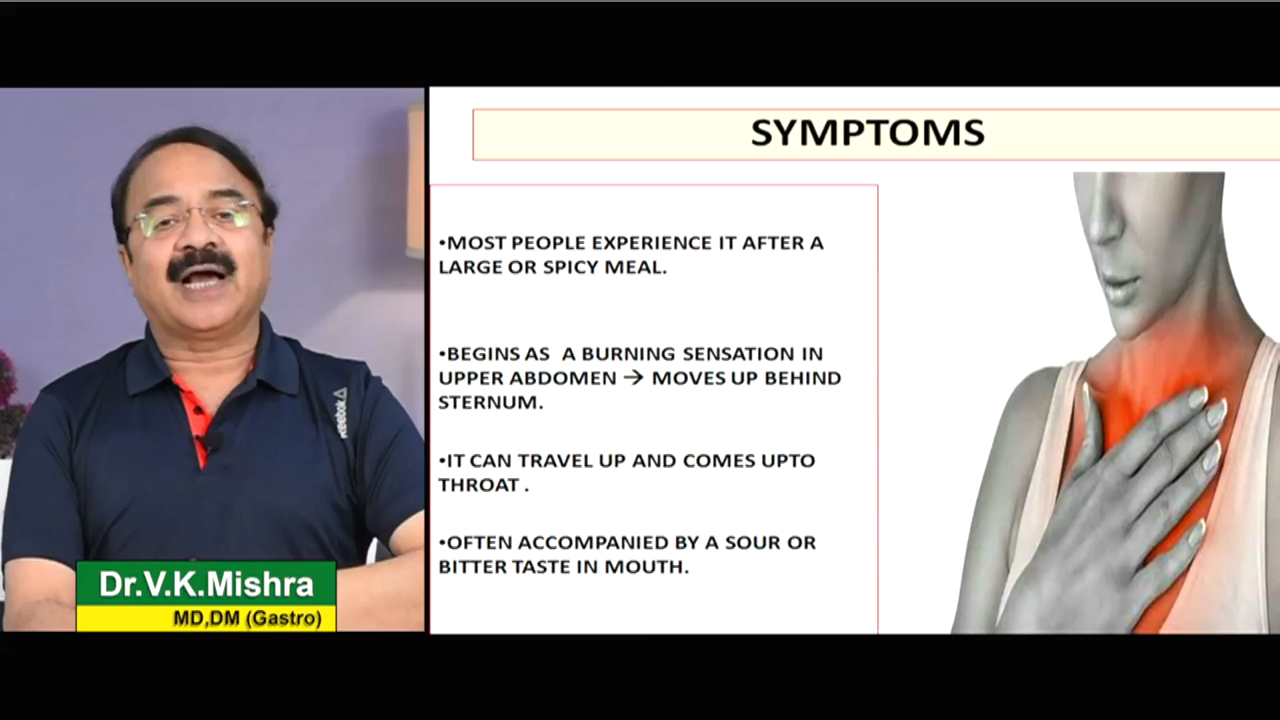 SYMPTOMS
•MOST PEOPLE EXPERIENCE IT AFTER A
LARGE OR SPICY MEAL.
•BEGINS AS A BURNING SENSATION IN
UPPER ABDOMEN → MOVES UP BEHIND
STERNUM.
•IT CAN TRAVEL UP AND COMES UPTO
THROAT .
•OFTEN ACCOMPANIED BY A SOUR OR
BITTER TASTE IN MOUTH.
Reebok
Dr.V.K.Mishra
MD,DM (Gastro)